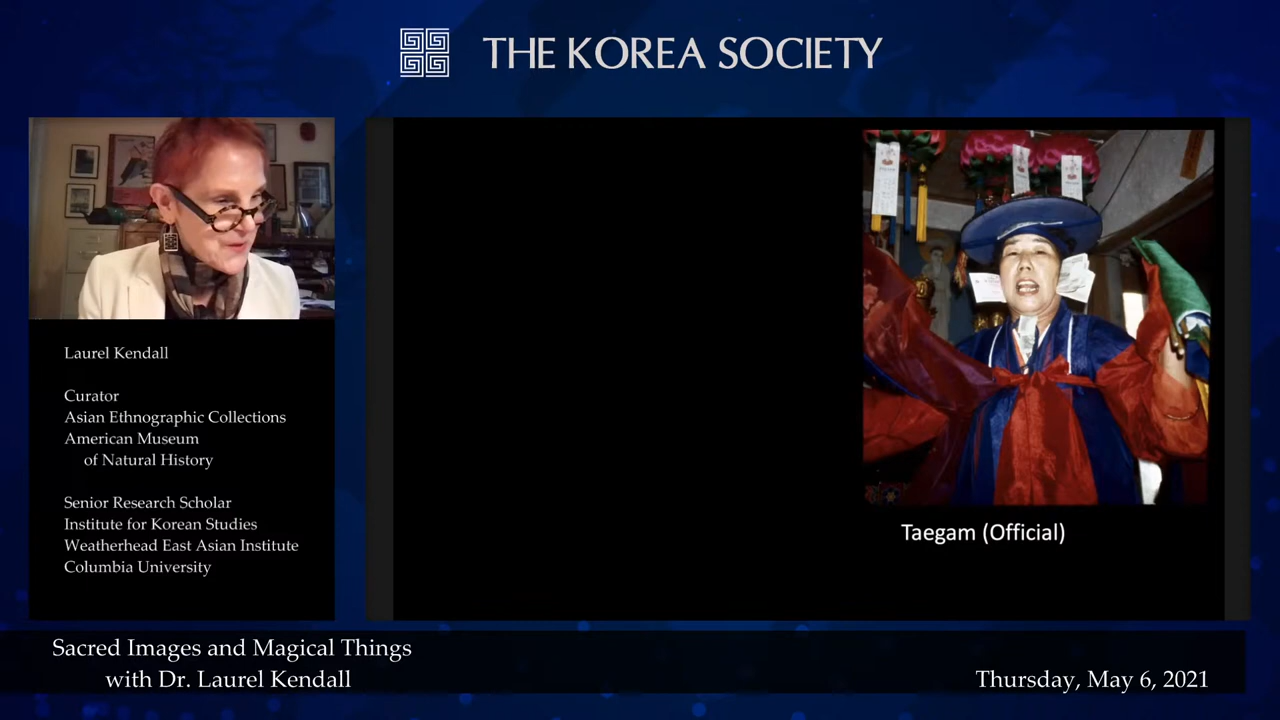 THE KOREA SOCIETY
Laurel Kendall
Curator
Asian Ethnographic Collections
American Museum
of Natural History
Senior Research Scholar
Institute for Korean Studies
Weatherhead East Asian Institute
Columbia University
Taegam (Official)
Sacred Images and Magical Things
with Dr. Laurel Kendall
Thursday, May 6, 2021